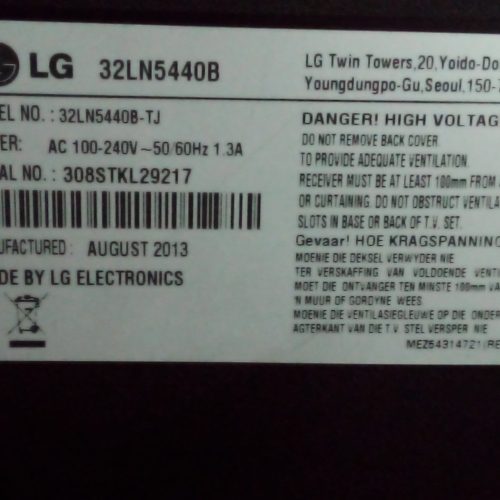 LG 32LN5440B
EL NO. : 32LN5440B-TJ
ER: AC 100-240V~50/60Hz 1.3A
AL NO. : 308STKL29217
UFACTURED : AUGUST 2013
DE BY LG ELECTRONICS
LG Twin Towers,20,Yoido-Do
Youngdungpo-Gu,Seoul.150-7
DANGER! HIGH VOLTAG
DO NOT REMOVE BACK COVER.
TO PROVIDE ADEQUATE VENTILATION.
RECEIVER MUST BE AT LEAST 100mm FROM A
OR CURTAINING. DO NOT OBSTRUCT VENTILA
SLOTS IN BASE OR BACK OF T.V. SET.
Gevaar! HOE KRAGSPANNING
MOENIE DIE DEKSEL VERWYDER NIE
TER VERSKAFFING VAN VOLDOENDE VENTIL
MOET DIE ONTVANGER TEN MINSTE 100mm VA
'N MUUR OF GORDYNE WEES
MOENIE DIE VENTILASIEGLEUWE OP DIE ONDER
AGTERKANT VAN DIE T.V. STEL VERSPER NIE
MEZ64314721(RE